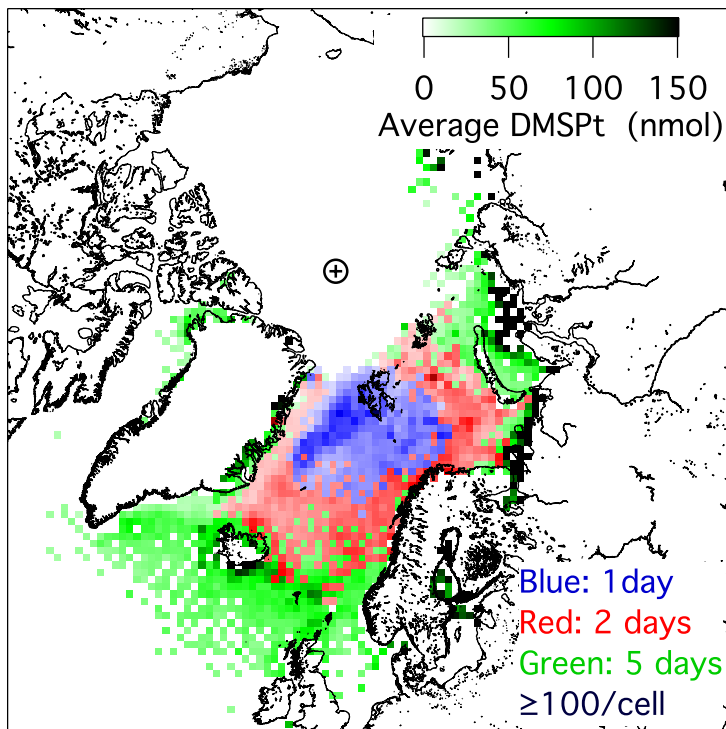 0 50 100 150
Average DMSPt (nmol)
Blue: 1day
Red: 2 days
Green: 5 days
≥100/cell